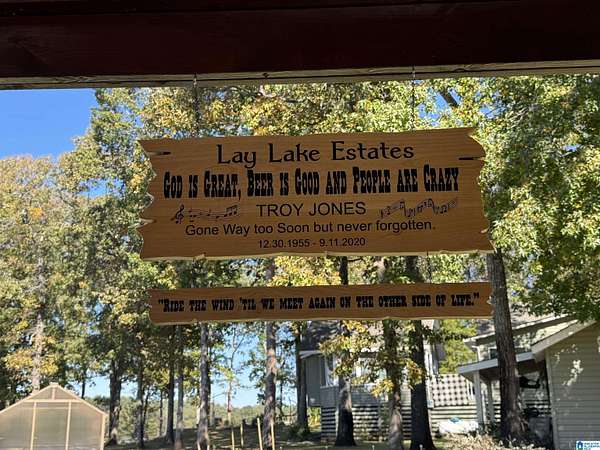 Lay Lake Estates
God is Great, Beer is Good and People are Crazy
TROY JONES
Gone Way too Soon but never forgotten.
12.30.1955 - 9.11.2020
"Ride the wind 'til we meet again on the other side of life."